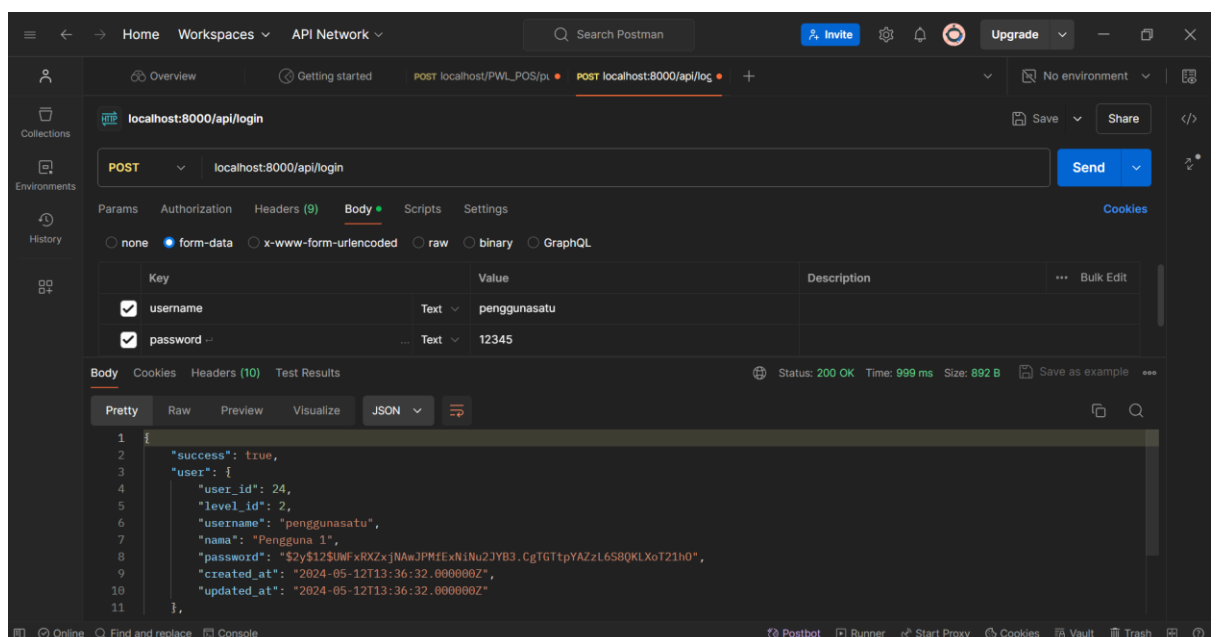 Home Workspaces API Network Search Postman Invite Upgrade
Overview Getting started POST localhost/PWL_POS/pu POST localhost:8000/api/log No environment
HTTP localhost:8000/api/login Save Share
Collections
POST localhost:8000/api/login Send
Environments
Params Authorization Headers (9) Body Scripts Settings Cookies
History
none form-data x-www-form-urlencoded raw binary GraphQL
Key Value Description ••• Bulk Edit
username Text penggunasatu
password ... Text 12345
Body Cookies Headers (10) Test Results Status: 200 OK Time: 999 ms Size: 892 B Save as example
Pretty Raw Preview Visualize JSON
1 {
2 "success": true,
3 "user": {
4 "user_id": 24,
5 "level_id": 2,
6 "username": "penggunasatu",
7 "nama": "Pengguna 1",
8 "password": "$2y$12$UWFxRXZxjNAwJPMfExNiNu2JYB3.CgTGTtpYAZzL6S8QKLXoT21hO",
9 "created_at": "2024-05-12T13:36:32.000000Z",
10 "updated_at": "2024-05-12T13:36:32.000000Z"
11 },
Online Find and replace Console Postbot Runner Start Proxy Cookies Vault Trash